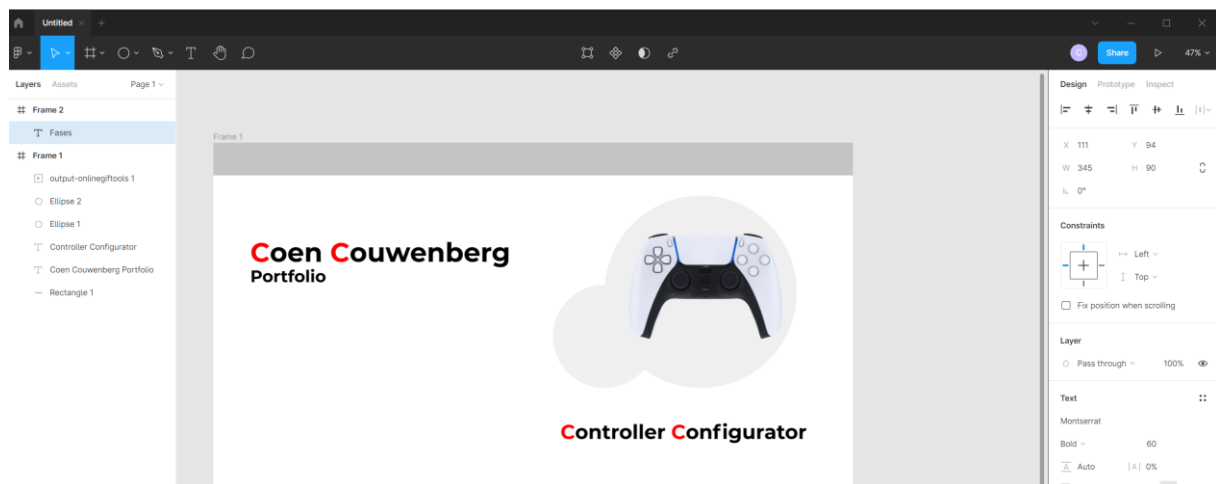 Untitled
Share
47%
Layers Assets Page 1
Frame 2
Fases
Frame 1
output-onlinegiftools 1
Ellipse 2
Ellipse 1
Controller Configurator
Coen Couwenberg Portfolio
Rectangle 1
Frame 1
Coen Couwenberg
Portfolio
Controller Configurator
C
Design Prototype Inspect
X 111 Y 94
W 345 H 90
0°
Constraints
Left
Top
Fix position when scrolling
Layer
Pass through 100%
Text
Montserrat
Bold 60
A Auto |A| 0%